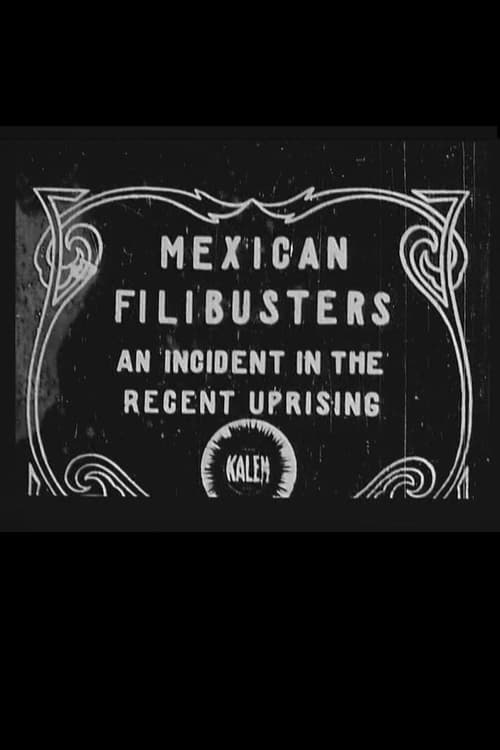 MEXICAN
FILIBUSTERS
AN INCIDENT IN THE
RECENT UPRISING
KALEM